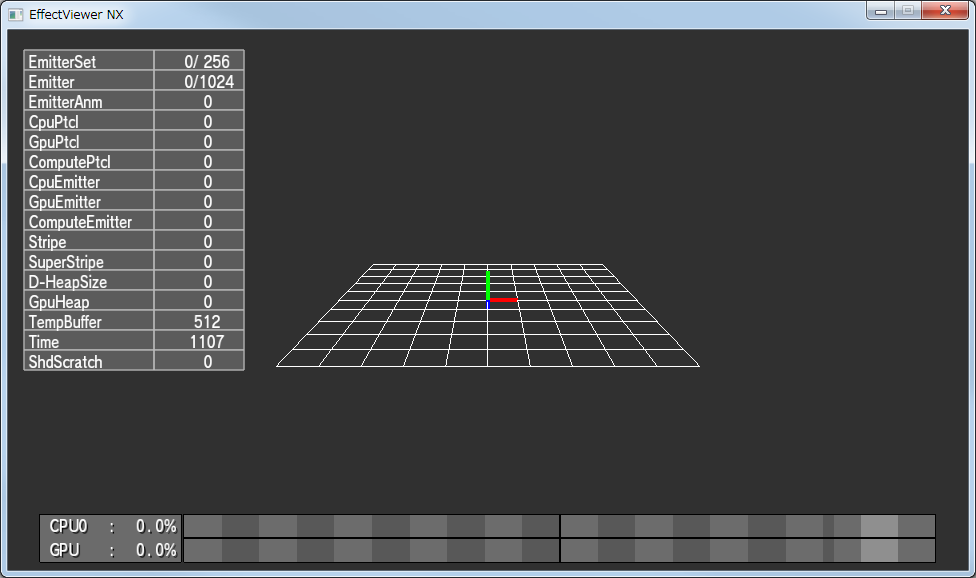 EffectViewer NX
EmitterSet 0/ 256
Emitter 0/1024
EmitterAnm 0
CpuPtcl 0
GpuPtcl 0
ComputePtcl 0
CpuEmitter 0
GpuEmitter 0
ComputeEmitter 0
Stripe 0
SuperStripe 0
D-HeapSize 0
GpuHeap 0
TempBuffer 512
Time 1107
ShdScratch 0
CPU0 : 0.0%
GPU : 0.0%